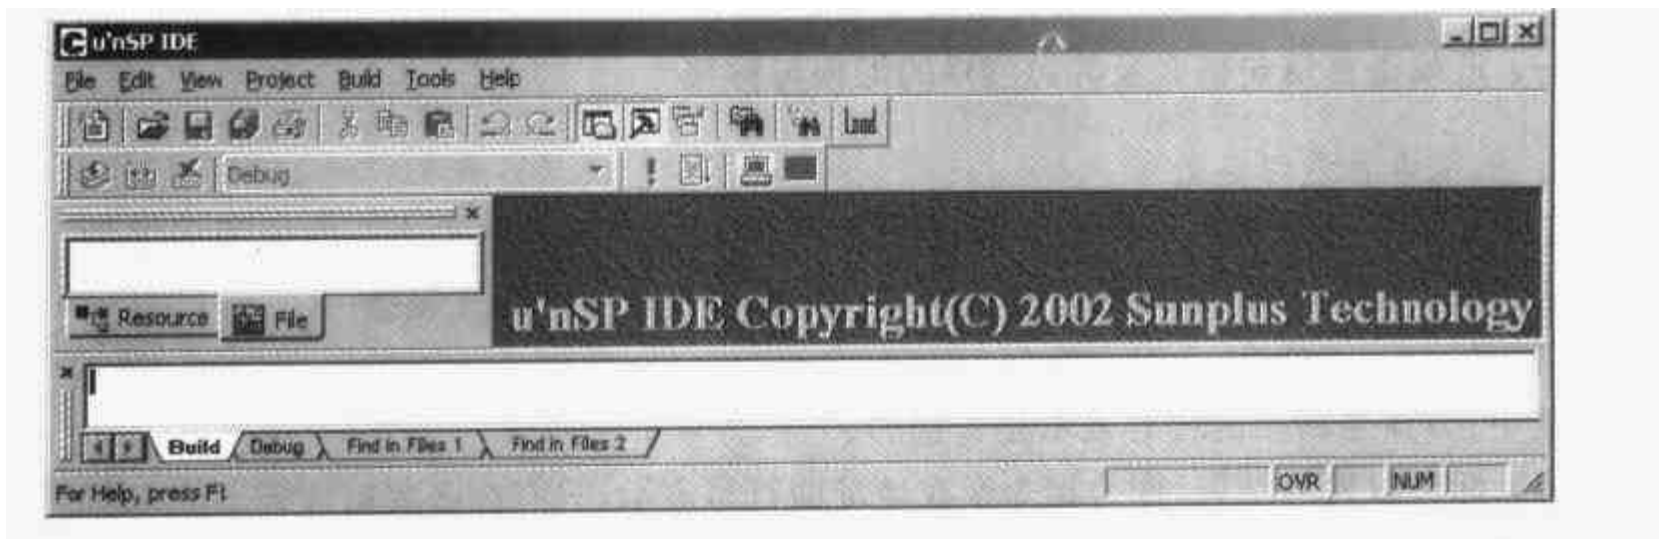 u'nSP IDE
File Edit View Project Build Tools Help
Debug
Resource File
u'nSP IDE Copyright(C) 2002 Sunplus Technology
Build Debug Find in Files 1 Find in Files 2
For Help, press F1
OVR NUM